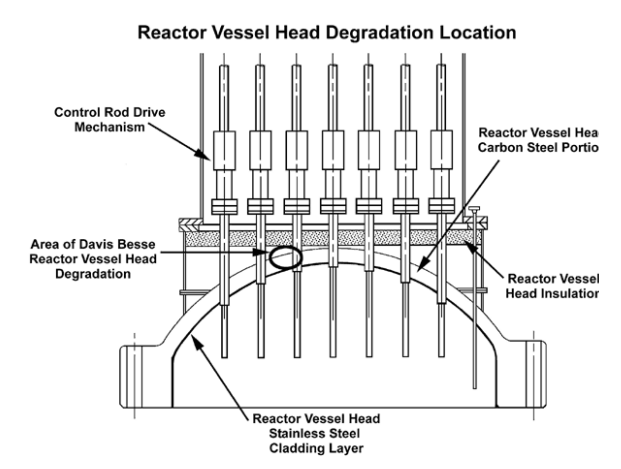 Reactor Vessel Head Degradation Location
Control Rod Drive
Mechanism
Reactor Vessel Hea
Carbon Steel Portio
Area of Davis Besse
Reactor Vessel Head
Degradation
Reactor Vessel
Head Insulation
Reactor Vessel Head
Stainless Steel
Cladding Layer